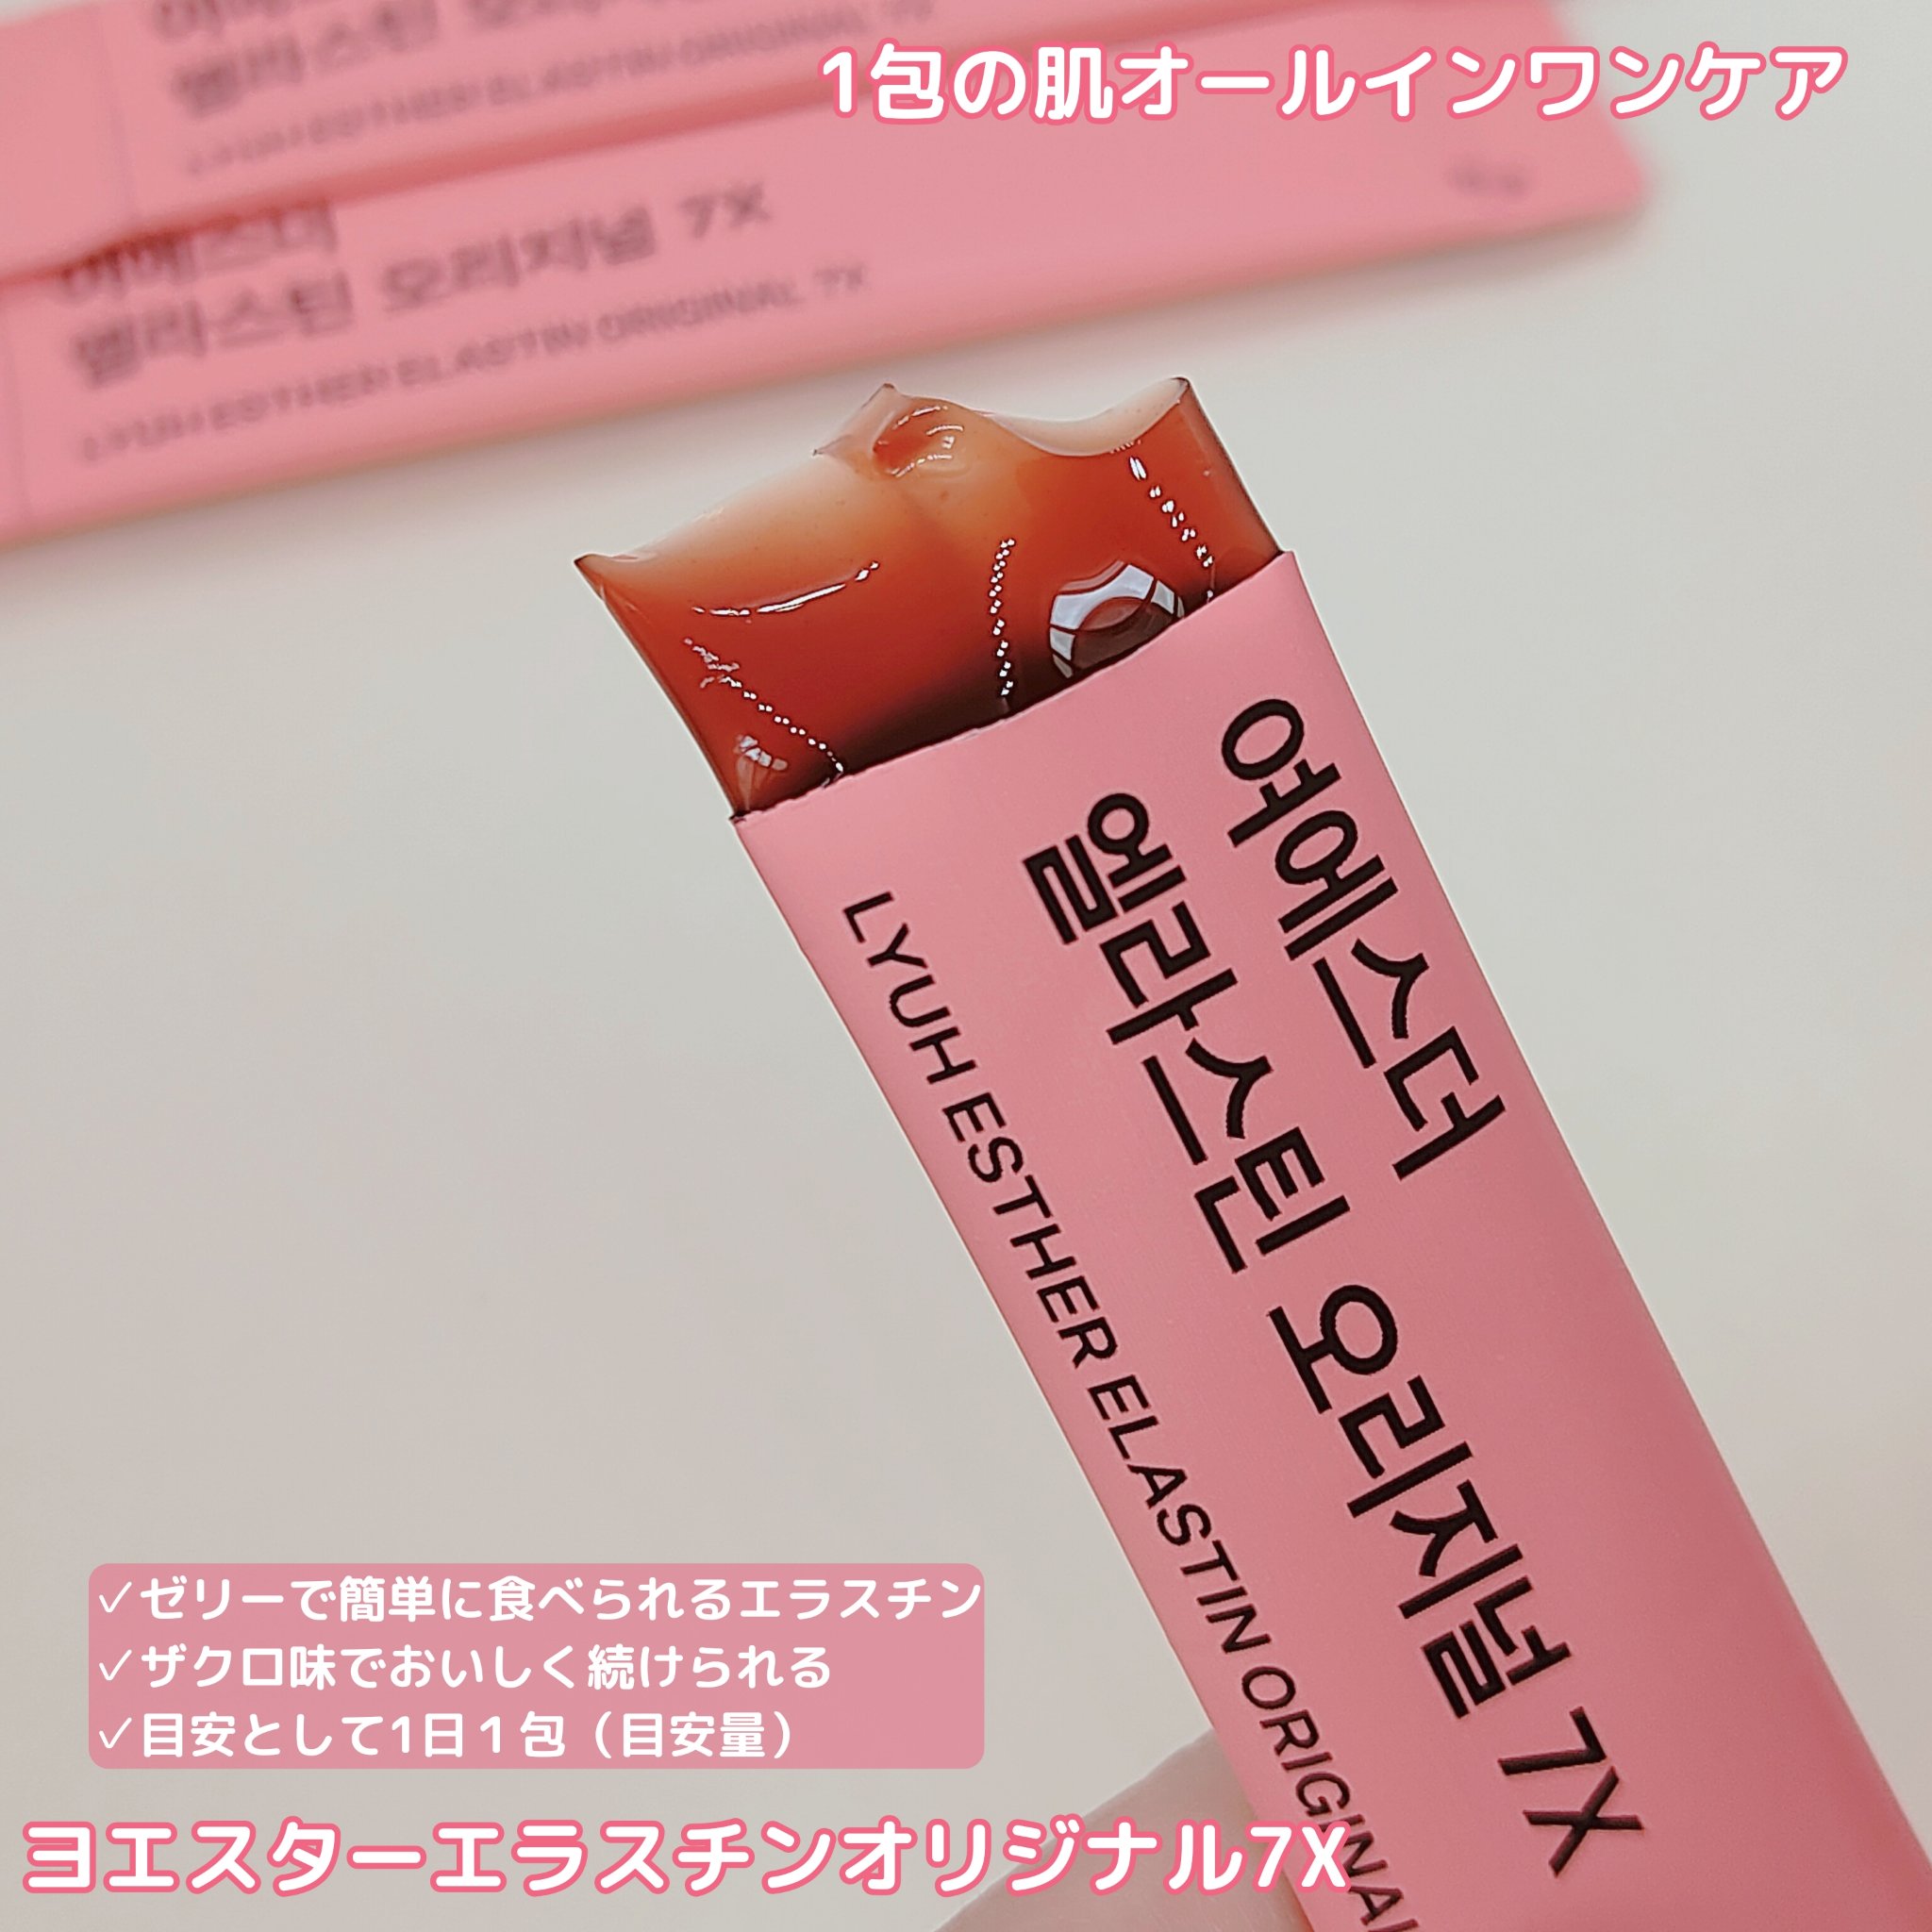 1包の肌オールインワンケア
엘라스틴 오리지널 7X
LYUH ESTHER ELASTIN ORIGINAL 7X
여에스더
엘라스틴 오리지널 7X
LYUH ESTHER ELASTIN ORIGINAL
✓ゼリーで簡単に食べられるエラスチン
✓ザクロ味でおいしく続けられる
✓目安として1日１包（目安量）
ヨエスターエラスチンオリジナル7X